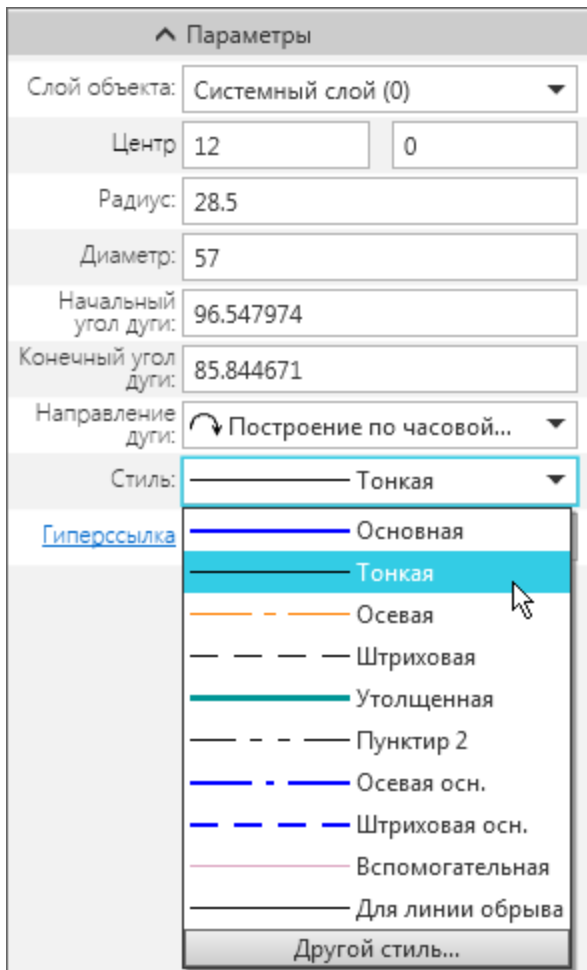 Параметры
Слой объекта: Системный слой (0)
Центр 12 0
Радиус: 28.5
Диаметр: 57
Начальный
угол дуги: 96.547974
Конечный угол
дуги: 85.844671
Направление
дуги: Построение по часовой...
Стиль: Тонкая
Гиперссылка
Основная
Тонкая
Осевая
Штриховая
Утолщенная
Пунктир 2
Осевая осн.
Штриховая осн.
Вспомогательная
Для линии обрыва
Другой стиль...